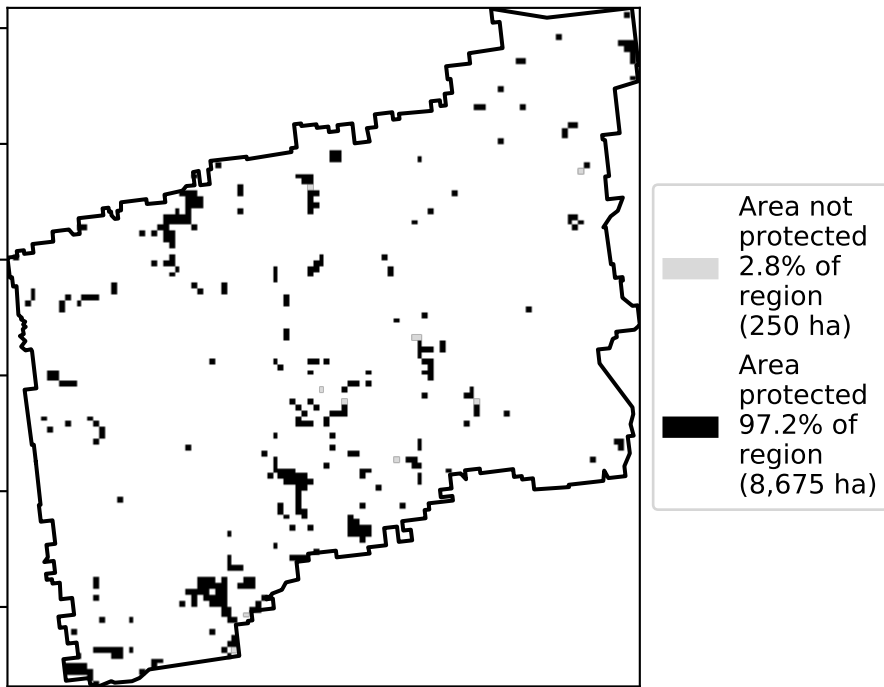 Area not
protected
2.8% of
region
(250 ha)
Area
protected
97.2% of
region
(8,675 ha)